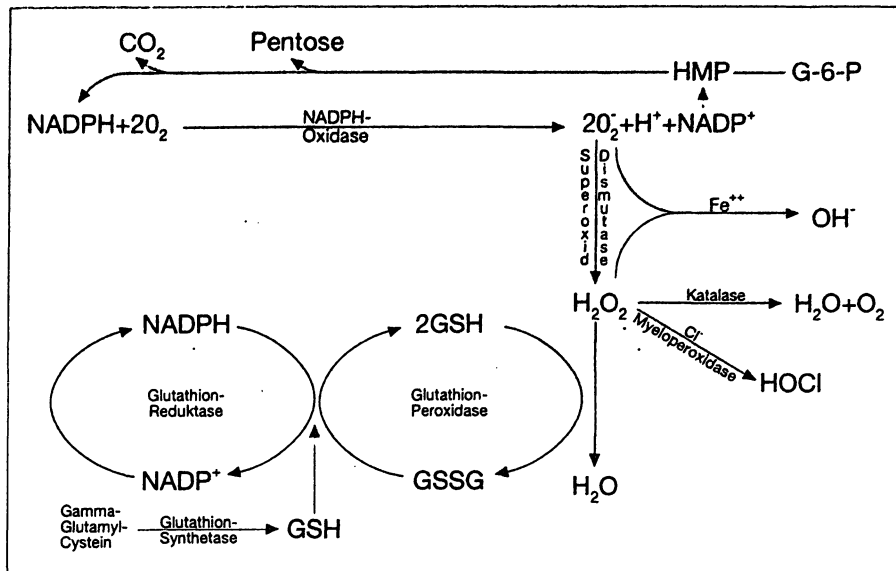 CO₂
Pentose
HMP
G-6-P
NADPH+2O₂
NADPH-
Oxidase
2O₂⁻+H⁺+NADP⁺
Superoxid
Dismutase
Fe⁺⁺
OH⁻
H₂O₂
Katalase
H₂O+O₂
Cl⁻
Myeloperoxidase
HOCl
NADPH
2GSH
Glutathion-
Reduktase
Glutathion-
Peroxidase
NADP⁺
GSSG
H₂O
Gamma-
Glutamyl-
Cystein
Glutathion-
Synthetase
GSH